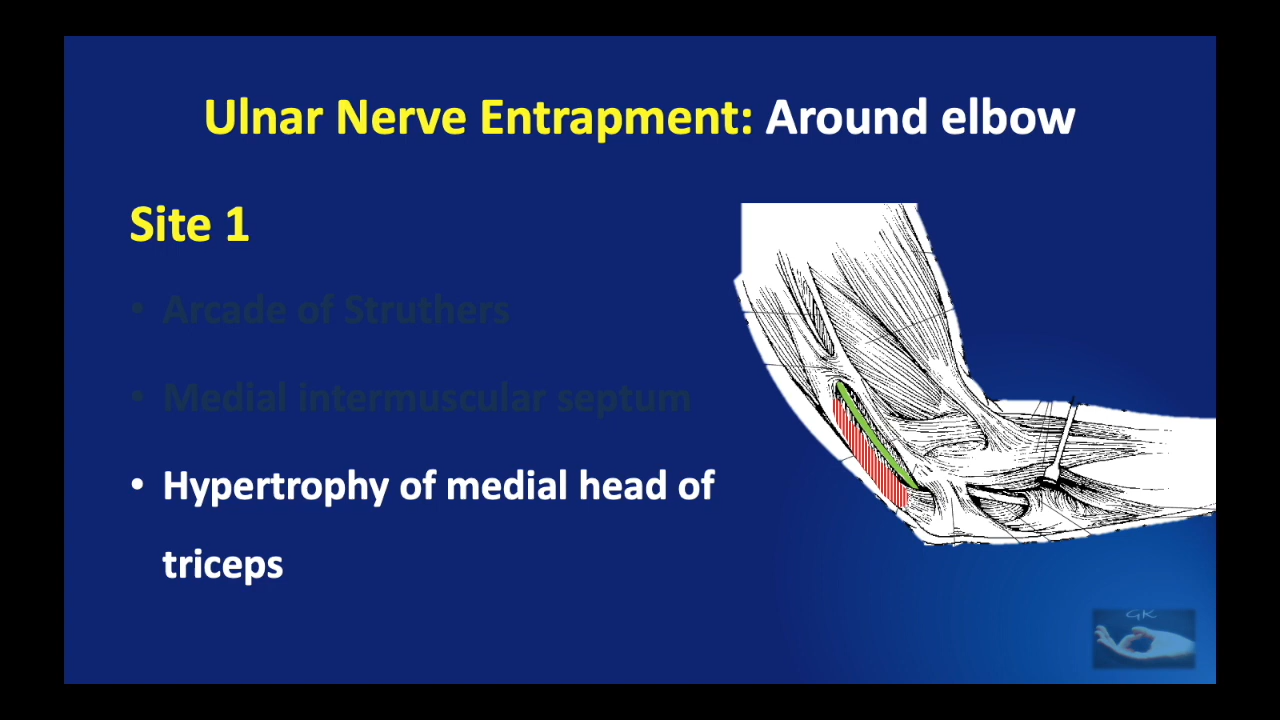 Ulnar Nerve Entrapment: Around elbow
Site 1
• Arcade of Struthers
• Medial intermuscular septum
• Hypertrophy of medial head of
triceps
GK